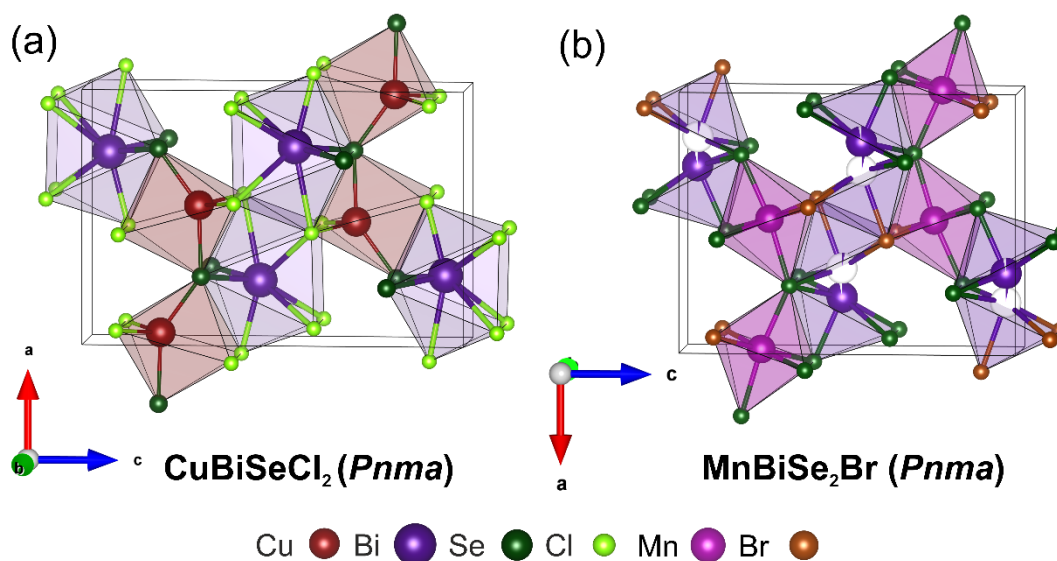 (a)
(b)
a
b
c
c
a
CuBiSeCl₂ (Pnma)
MnBiSe₂Br (Pnma)
Cu Bi Se Cl Mn Br